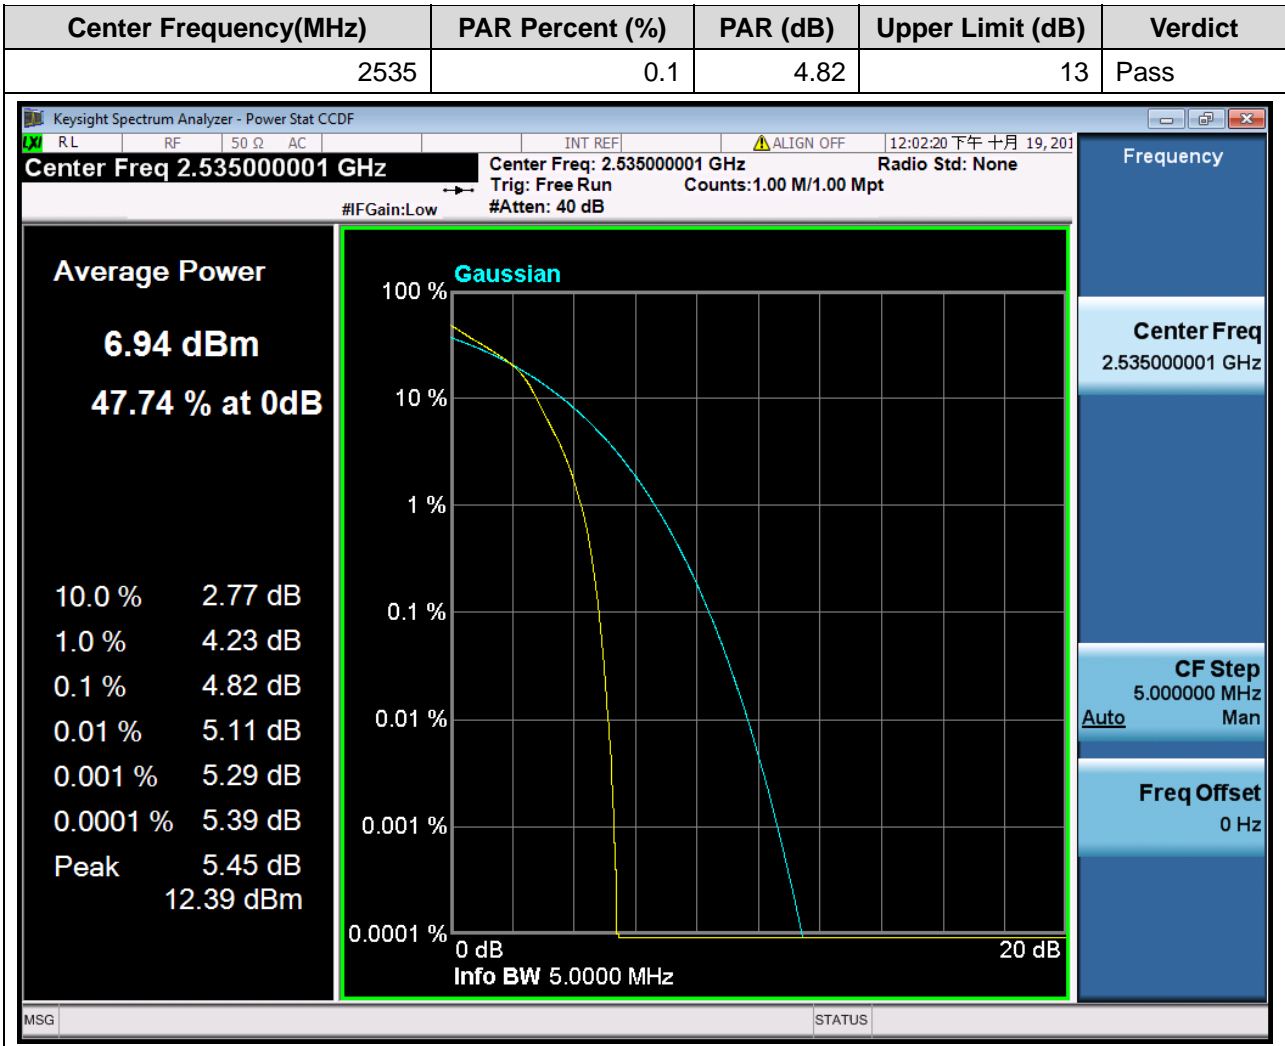 Center Frequency(MHz) PAR Percent (%) PAR (dB) Upper Limit (dB) Verdict
2535 0.1 4.82 13 Pass
Keysight Spectrum Analyzer - Power Stat CCDF
LXI RL RF 50 Ω AC INT REF ALIGN OFF 12:02:20 下午 十月 19, 201
Center Freq 2.535000001 GHz
Center Freq: 2.535000001 GHz Radio Std: None
Trig: Free Run Counts:1.00 M/1.00 Mpt
#IFGain:Low #Atten: 40 dB
Frequency
Average Power
6.94 dBm
47.74 % at 0dB
10.0 % 2.77 dB
1.0 % 4.23 dB
0.1 % 4.82 dB
0.01 % 5.11 dB
0.001 % 5.29 dB
0.0001 % 5.39 dB
Peak 5.45 dB
12.39 dBm
Gaussian
100 %
10 %
1 %
0.1 %
0.01 %
0.001 %
0.0001 %
0 dB 20 dB
Info BW 5.0000 MHz
Center Freq
2.535000001 GHz
CF Step
5.000000 MHz
Auto Man
Freq Offset
0 Hz
MSG STATUS